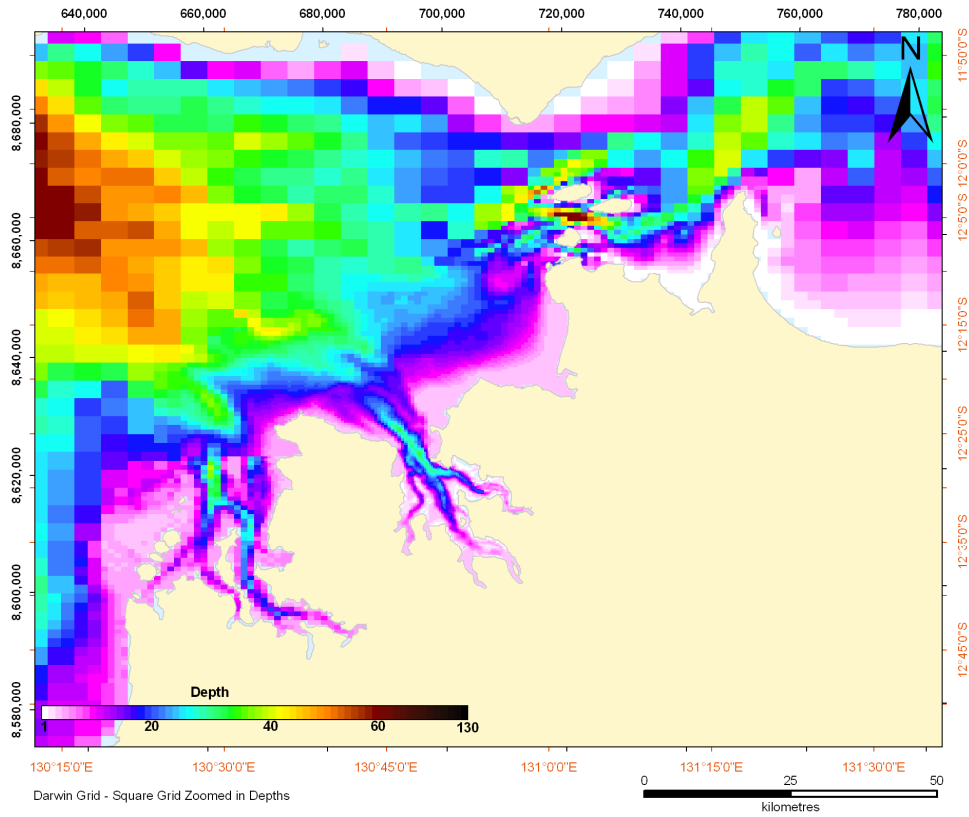 640,000 660,000 680,000 700,000 720,000 740,000 760,000 780,000
N
11°50'0"S
8,680,000
12°0'0"S
12°5'0"S
8,660,000
12°15'0"S
8,640,000
12°25'0"S
8,820,000
12°35'0"S
8,600,000
12°45'0"S
8,580,000
Depth
1 20 40 60 130
130°15'0"E 130°30'0"E 130°45'0"E 131°0'0"E 131°15'0"E 131°30'0"E
0 25 50
kilometres
Darwin Grid - Square Grid Zoomed in Depths